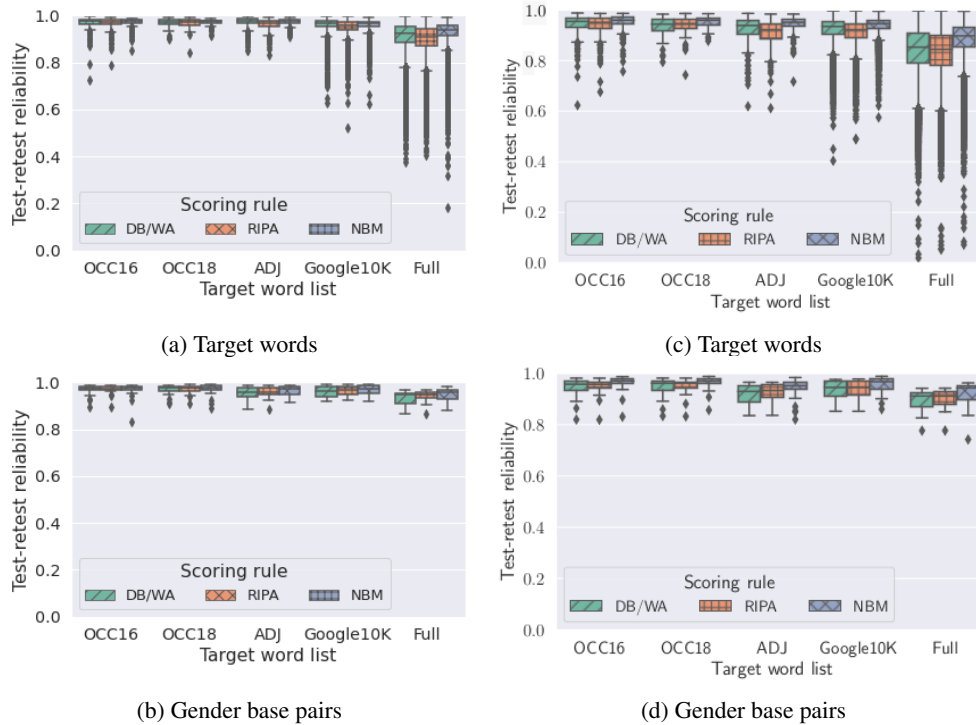 1.0
0.8
0.6
0.4
0.2
0.0
Test-retest reliability
Scoring rule
DB/WA RIPA NBM
OCC16 OCC18 ADJ Google10K Full
Target word list
(a) Target words
1.0
0.8
0.6
0.4
0.2
0.0
Test-retest reliability
Scoring rule
DB/WA RIPA NBM
OCC16 OCC18 ADJ Google10K Full
Target word list
(c) Target words
1.0
0.8
0.6
0.4
0.2
0.0
Test-retest reliability
Scoring rule
DB/WA RIPA NBM
OCC16 OCC18 ADJ Google10K Full
Target word list
(b) Gender base pairs
1.0
0.8
0.6
0.4
0.2
0.0
Test-retest reliability
Scoring rule
DB/WA RIPA NBM
OCC16 OCC18 ADJ Google10K Full
Target word list
(d) Gender base pairs